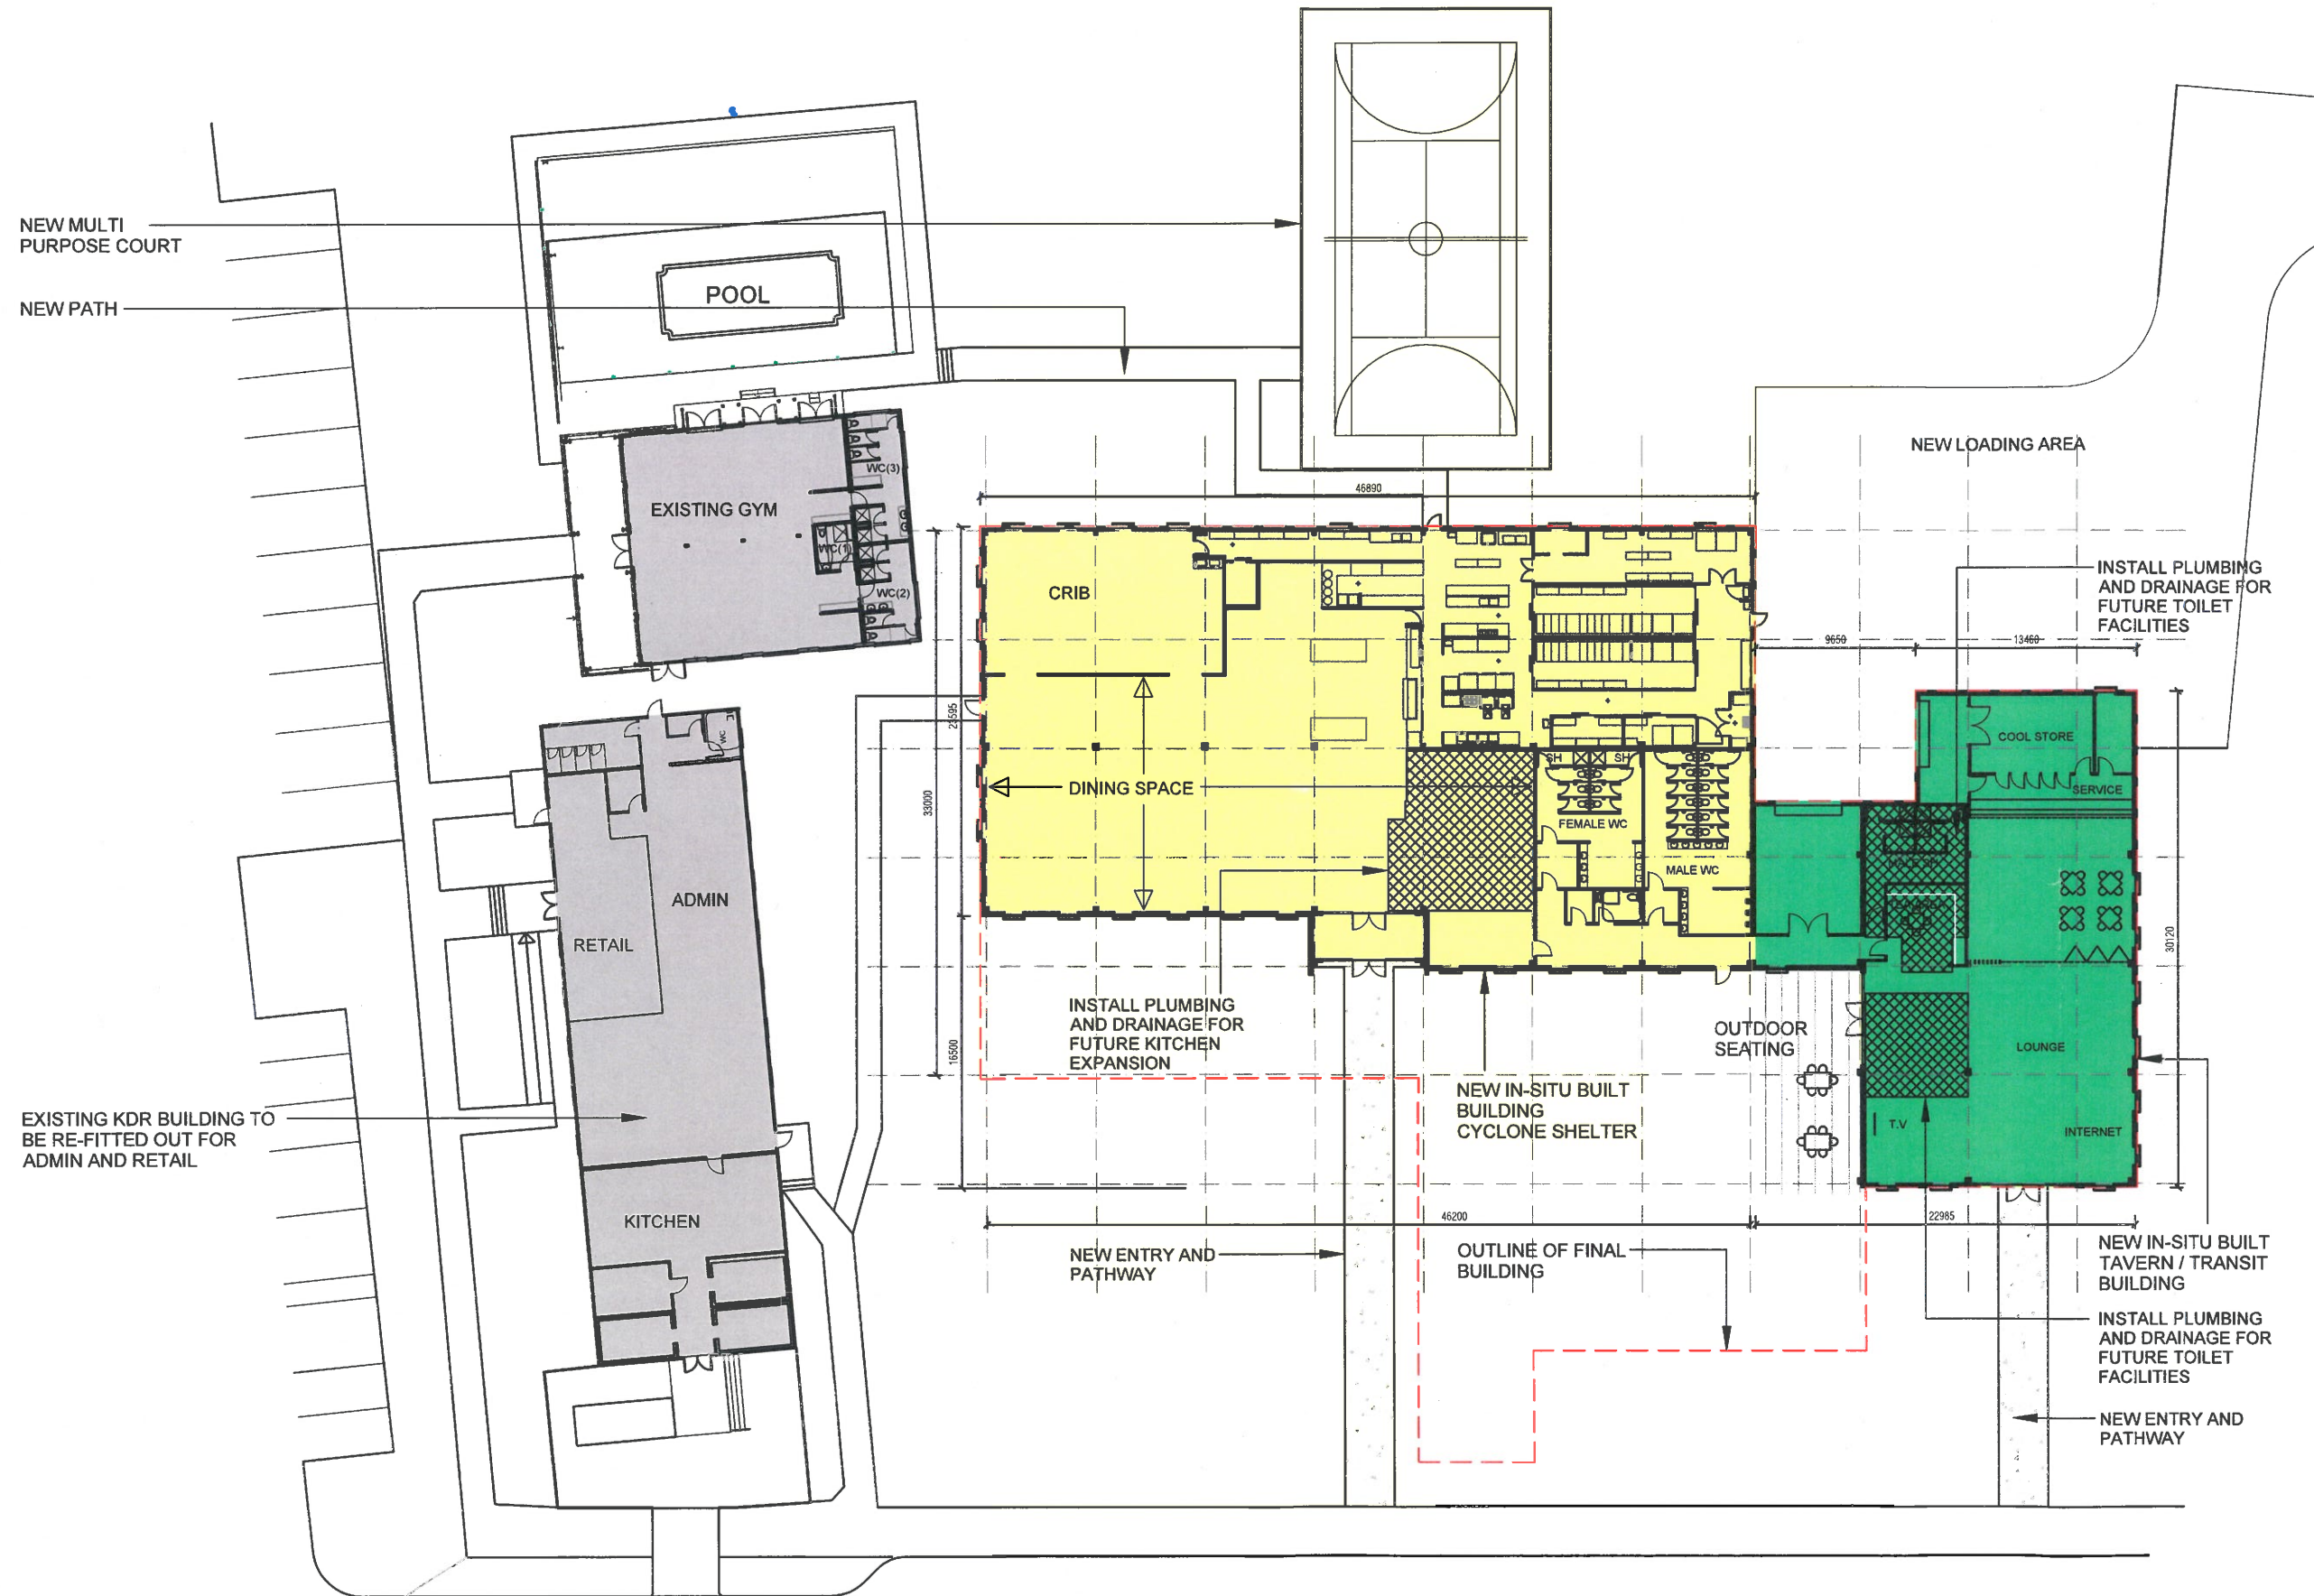 NEW MULTI
PURPOSE COURT
NEW PATH
POOL
NEW LOADING AREA
EXISTING GYM
WC(3)
WC(1)
WC(2)
46890
CRIB
INSTALL PLUMBING
AND DRAINAGE FOR
FUTURE TOILET
FACILITIES
9650
13460
23595
33000
16500
WC
COOL STORE
SERVICE
SH
SH
DINING SPACE
FEMALE WC
MALE WC
ADMIN
RETAIL
30120
INSTALL PLUMBING
AND DRAINAGE FOR
FUTURE KITCHEN
EXPANSION
OUTDOOR
SEATING
LOUNGE
NEW IN-SITU BUILT
BUILDING
CYCLONE SHELTER
T.V
INTERNET
EXISTING KDR BUILDING TO
BE RE-FITTED OUT FOR
ADMIN AND RETAIL
KITCHEN
46200
22985
NEW ENTRY AND
PATHWAY
OUTLINE OF FINAL
BUILDING
NEW IN-SITU BUILT
TAVERN / TRANSIT
BUILDING
INSTALL PLUMBING
AND DRAINAGE FOR
FUTURE TOILET
FACILITIES
NEW ENTRY AND
PATHWAY